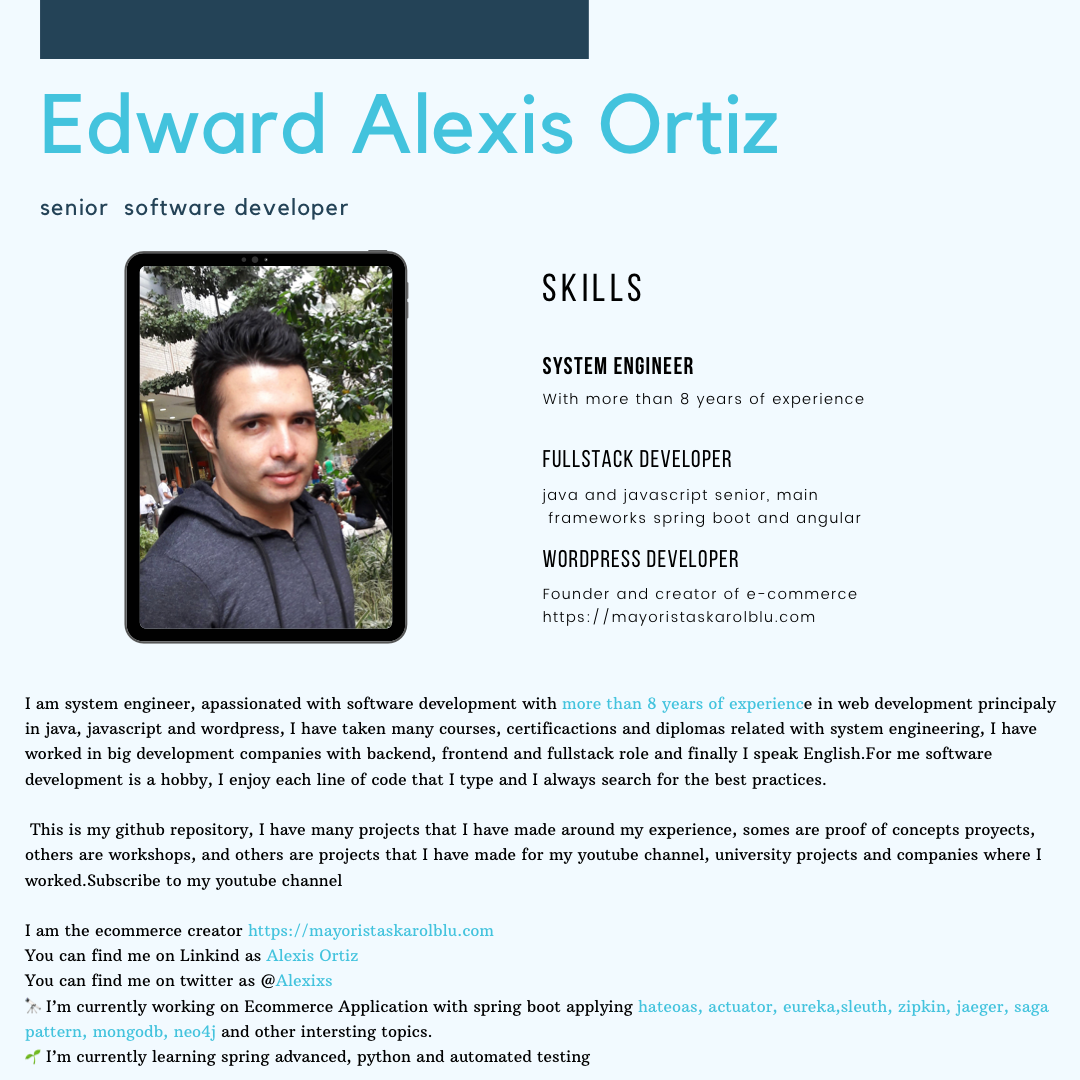 Edward Alexis Ortiz
senior software developer
SKILLS
SYSTEM ENGINEER
With more than 8 years of experience
FULLSTACK DEVELOPER
java and javascript senior, main
frameworks spring boot and angular
WORDPRESS DEVELOPER
Founder and creator of e-commerce
https://mayoristaskarolblu.com
I am system engineer, apassionated with software development with more than 8 years of experience in web development principaly
in java, javascript and wordpress, I have taken many courses, certificactions and diplomas related with system engineering, I have
worked in big development companies with backend, frontend and fullstack role and finally I speak English.For me software
development is a hobby, I enjoy each line of code that I type and I always search for the best practices.
This is my github repository, I have many projects that I have made around my experience, somes are proof of concepts proyects,
others are workshops, and others are projects that I have made for my youtube channel, university projects and companies where I
worked.Subscribe to my youtube channel
I am the ecommerce creator https://mayoristaskarolblu.com
You can find me on Linkind as Alexis Ortiz
You can find me on twitter as @Alexixs
🔭 I’m currently working on Ecommerce Application with spring boot applying hateoas, actuator, eureka,sleuth, zipkin, jaeger, saga
pattern, mongodb, neo4j and other intersting topics.
🌱 I’m currently learning spring advanced, python and automated testing